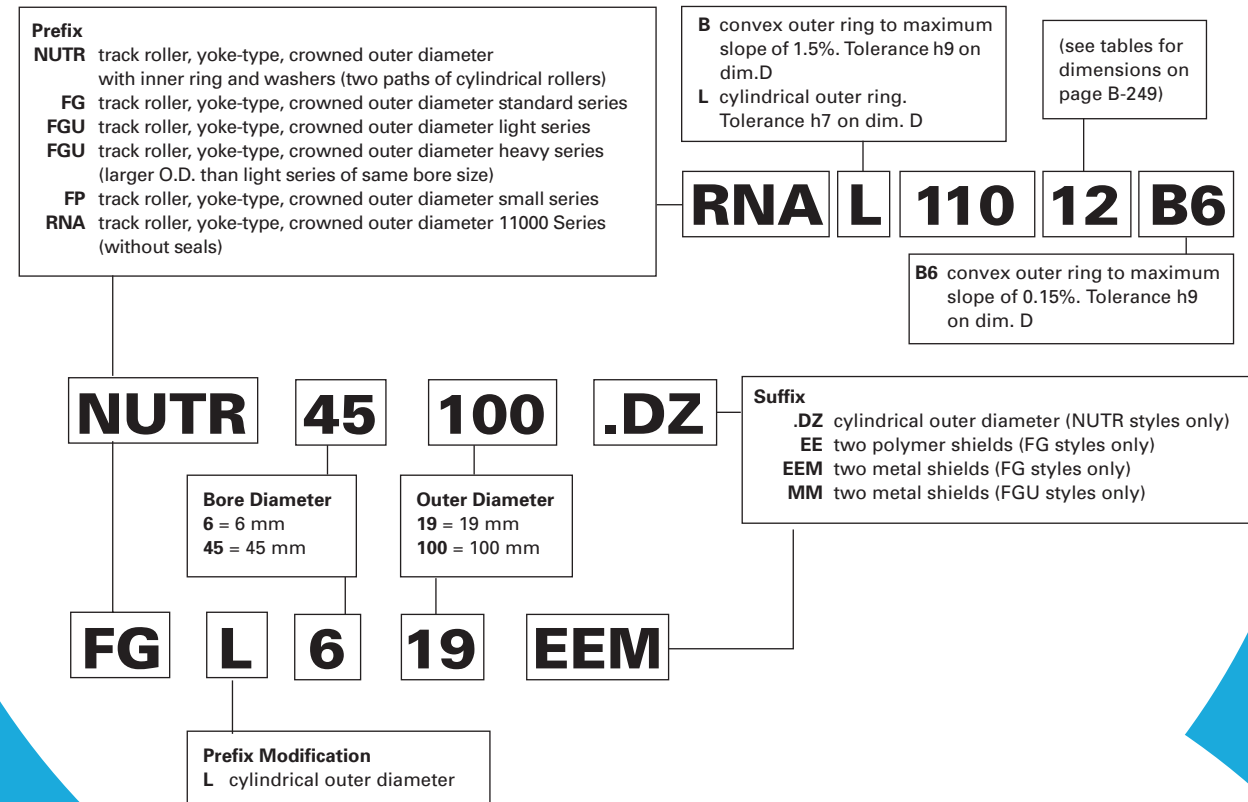 Prefix
NUTR track roller, yoke-type, crowned outer diameter
with inner ring and washers (two paths of cylindrical rollers)
FG track roller, yoke-type, crowned outer diameter standard series
FGU track roller, yoke-type, crowned outer diameter light series
FGU track roller, yoke-type, crowned outer diameter heavy series
(larger O.D. than light series of same bore size)
FP track roller, yoke-type, crowned outer diameter small series
RNA track roller, yoke-type, crowned outer diameter 11000 Series
(without seals)
B convex outer ring to maximum
slope of 1.5%. Tolerance h9 on
dim.D
L cylindrical outer ring.
Tolerance h7 on dim. D
(see tables for
dimensions on
page B-249)
RNA L 110 12 B6
B6 convex outer ring to maximum
slope of 0.15%. Tolerance h9
on dim. D
NUTR 45 100 .DZ
Suffix
.DZ cylindrical outer diameter (NUTR styles only)
EE two polymer shields (FG styles only)
EEM two metal shields (FG styles only)
MM two metal shields (FGU styles only)
Bore Diameter
6 = 6 mm
45 = 45 mm
Outer Diameter
19 = 19 mm
100 = 100 mm
FG L 6 19 EEM
Prefix Modification
L cylindrical outer diameter